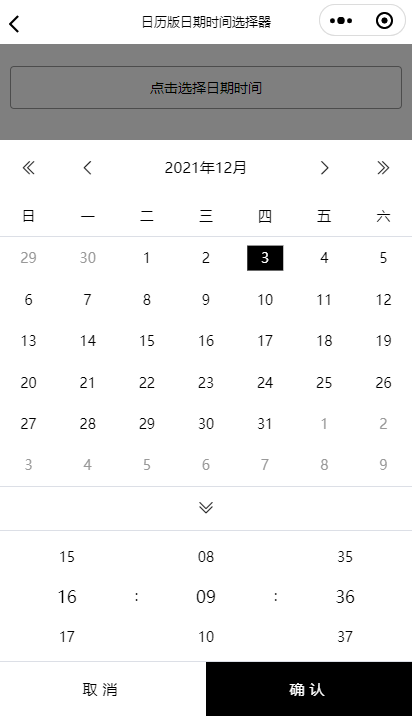 日历版日期时间选择器
点击选择日期时间
2021年12月
日 一 二 三 四 五 六
29 30 1 2 3 4 5
6 7 8 9 10 11 12
13 14 15 16 17 18 19
20 21 22 23 24 25 26
27 28 29 30 31 1 2
3 4 5 6 7 8 9
15 08 35
16 : 09 : 36
17 10 37
取消 确认